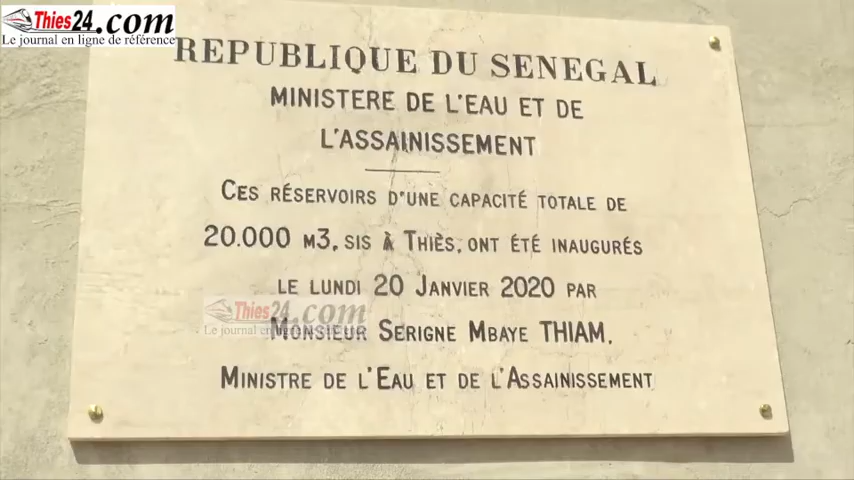 Thies24.com
Le journal en ligne de référence
REPUBLIQUE DU SENEGAL
MINISTERE DE L'EAU ET DE
L'ASSAINISSEMENT
CES RÉSERVOIRS D'UNE CAPACITÉ TOTALE DE
20.000 M3, SIS À THIÈS, ONT ÉTÉ INAUGURÉS
LE LUNDI 20 JANVIER 2020 PAR
Thies24.com
Le journal en ligne de référence
MONSIEUR SERIGNE MBAYE THIAM,
MINISTRE DE L'EAU ET DE L'ASSAINISSEMENT